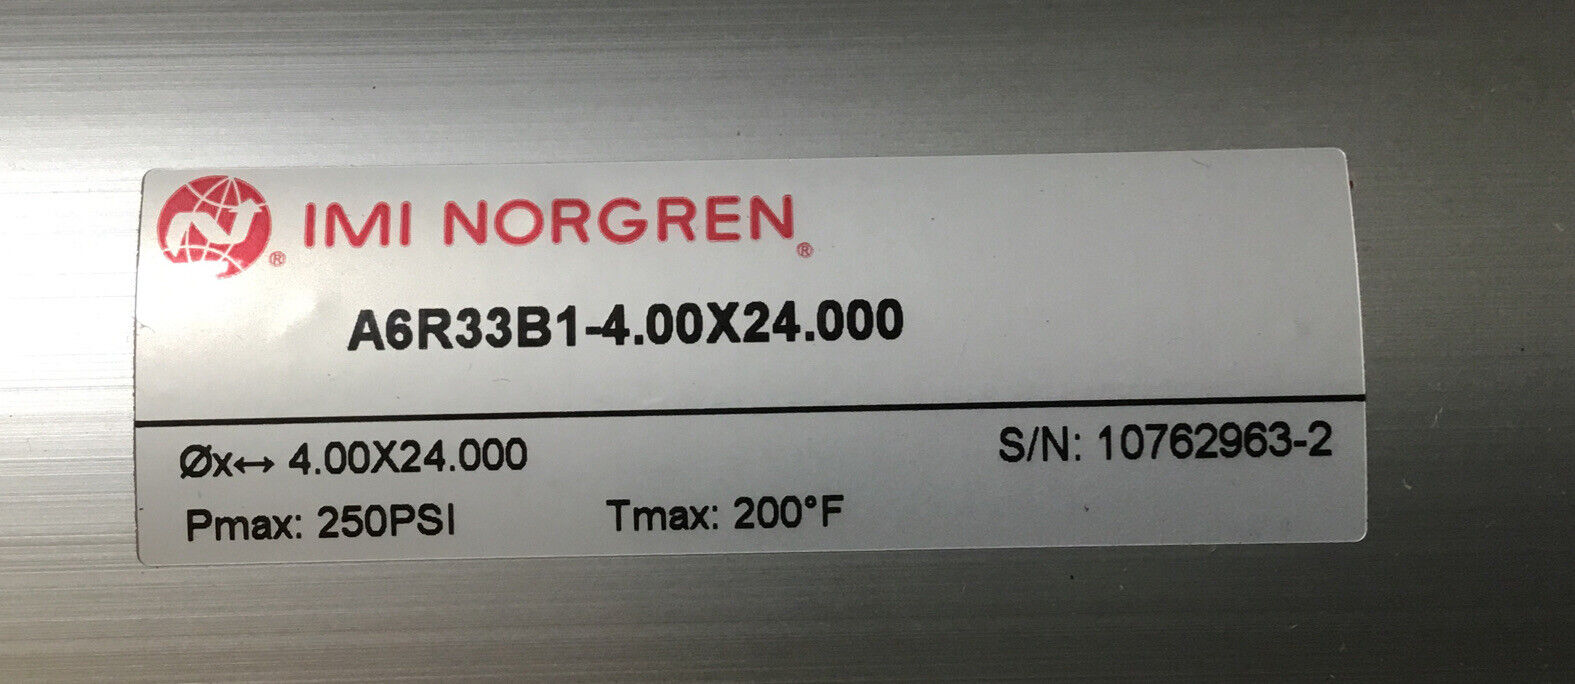 ® IMI NORGREN ®
A6R33B1-4.00X24.000
Øx↔ 4.00X24.000
S/N: 10762963-2
Pmax: 250PSI
Tmax: 200°F